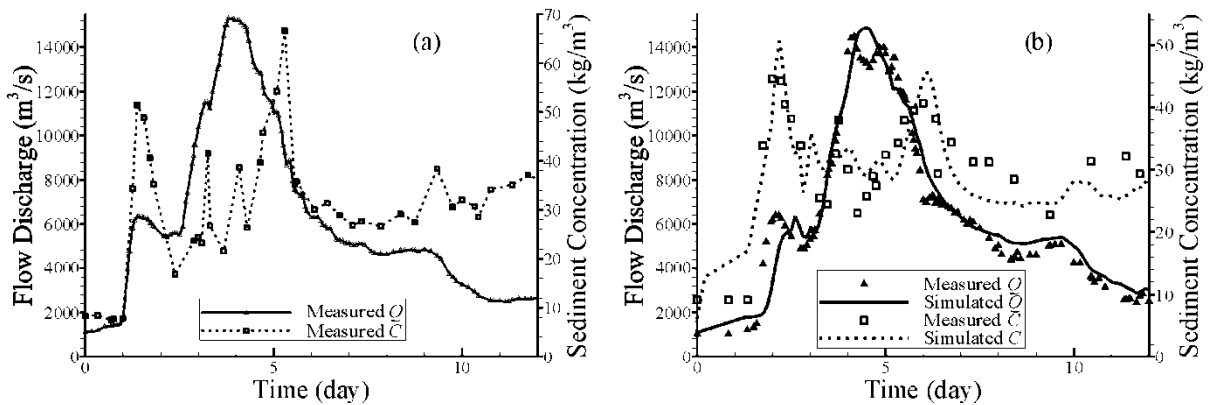 (a)
Flow Discharge (m³/s)
14000
12000
10000
8000
6000
4000
2000
0
70
60
50
40
30
20
10
0
Sediment Concentration (kg/m³)
Measured Q
Measured C
0
5
10
Time (day)
(b)
Flow Discharge (m³/s)
14000
12000
10000
8000
6000
4000
2000
0
50
40
30
20
10
0
Sediment Concentration (kg/m³)
Measured Q
Simulated Q
Measured C
Simulated C
0
5
10
Time (day)